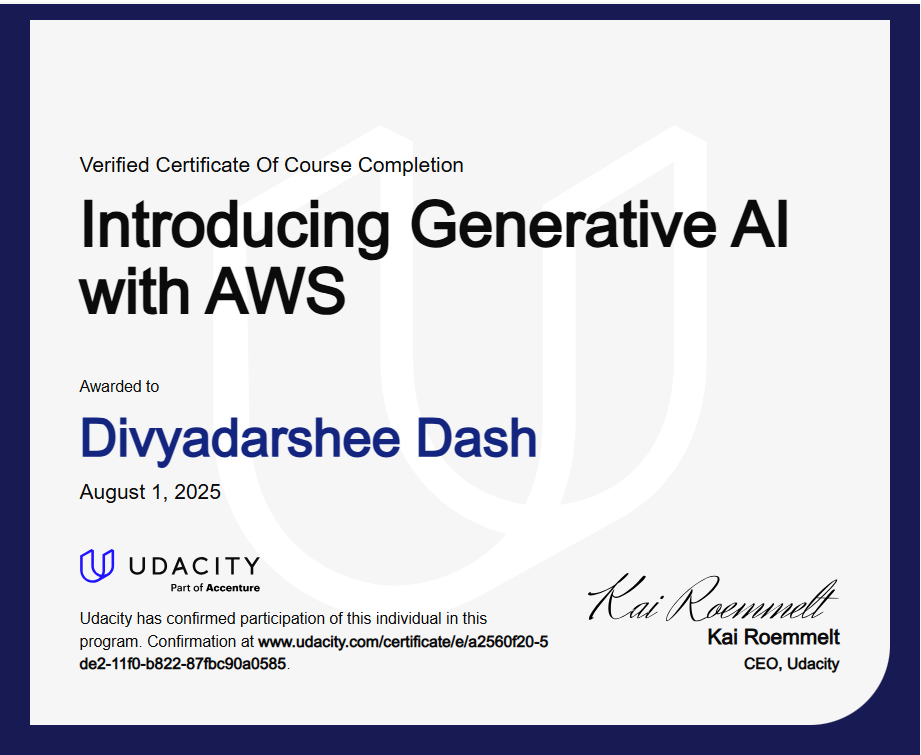 Verified Certificate Of Course Completion
Introducing Generative AI
with AWS
Awarded to
Divyadarshee Dash
August 1, 2025
UDACITY
Part of Accenture
Udacity has confirmed participation of this individual in this
program. Confirmation at www.udacity.com/certificate/e/a2560f20-5
de2-11f0-b822-87fbc90a0585.
Kai Roemmelt
Kai Roemmelt
CEO, Udacity